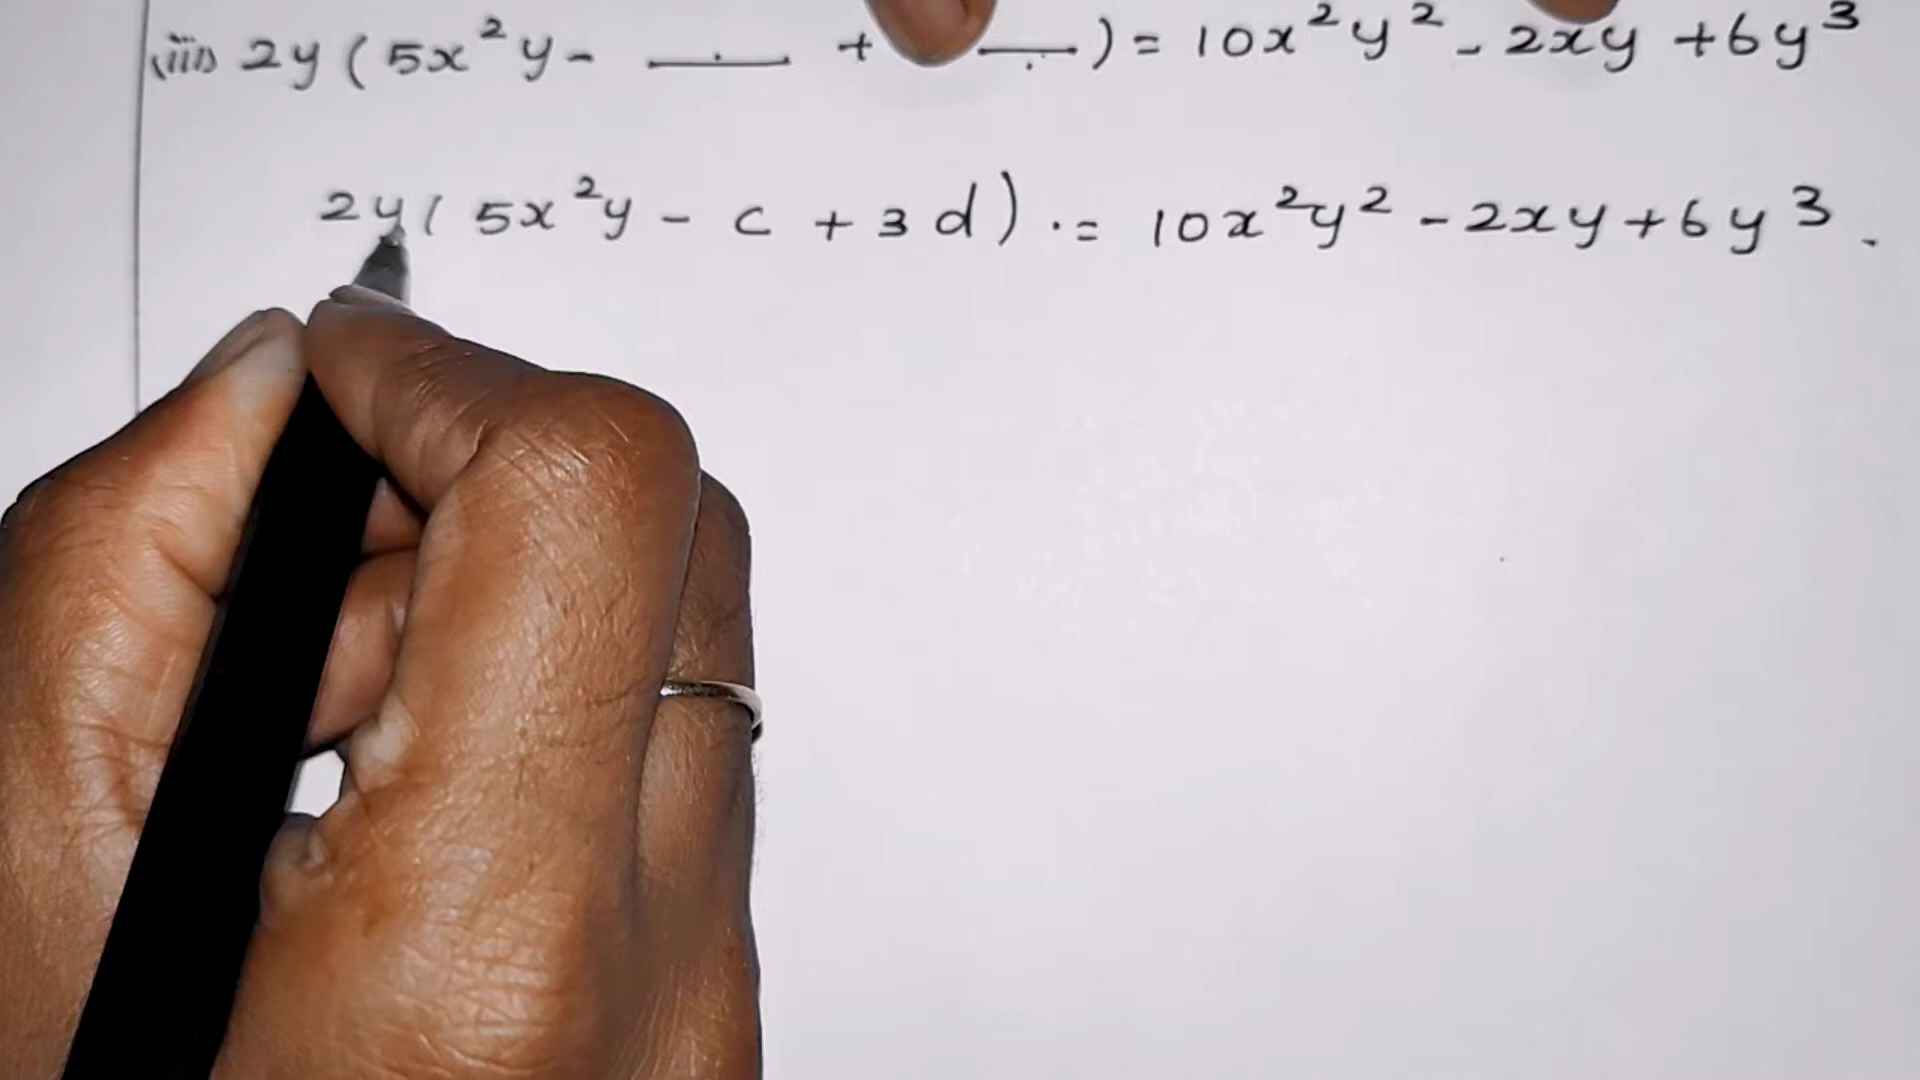 (iii) 2y ( 5x²y - ___ + ___ ) = 10x²y² - 2xy + 6y³
2y ( 5x²y - c + 3d ) . = 10x²y² - 2xy + 6y³ .